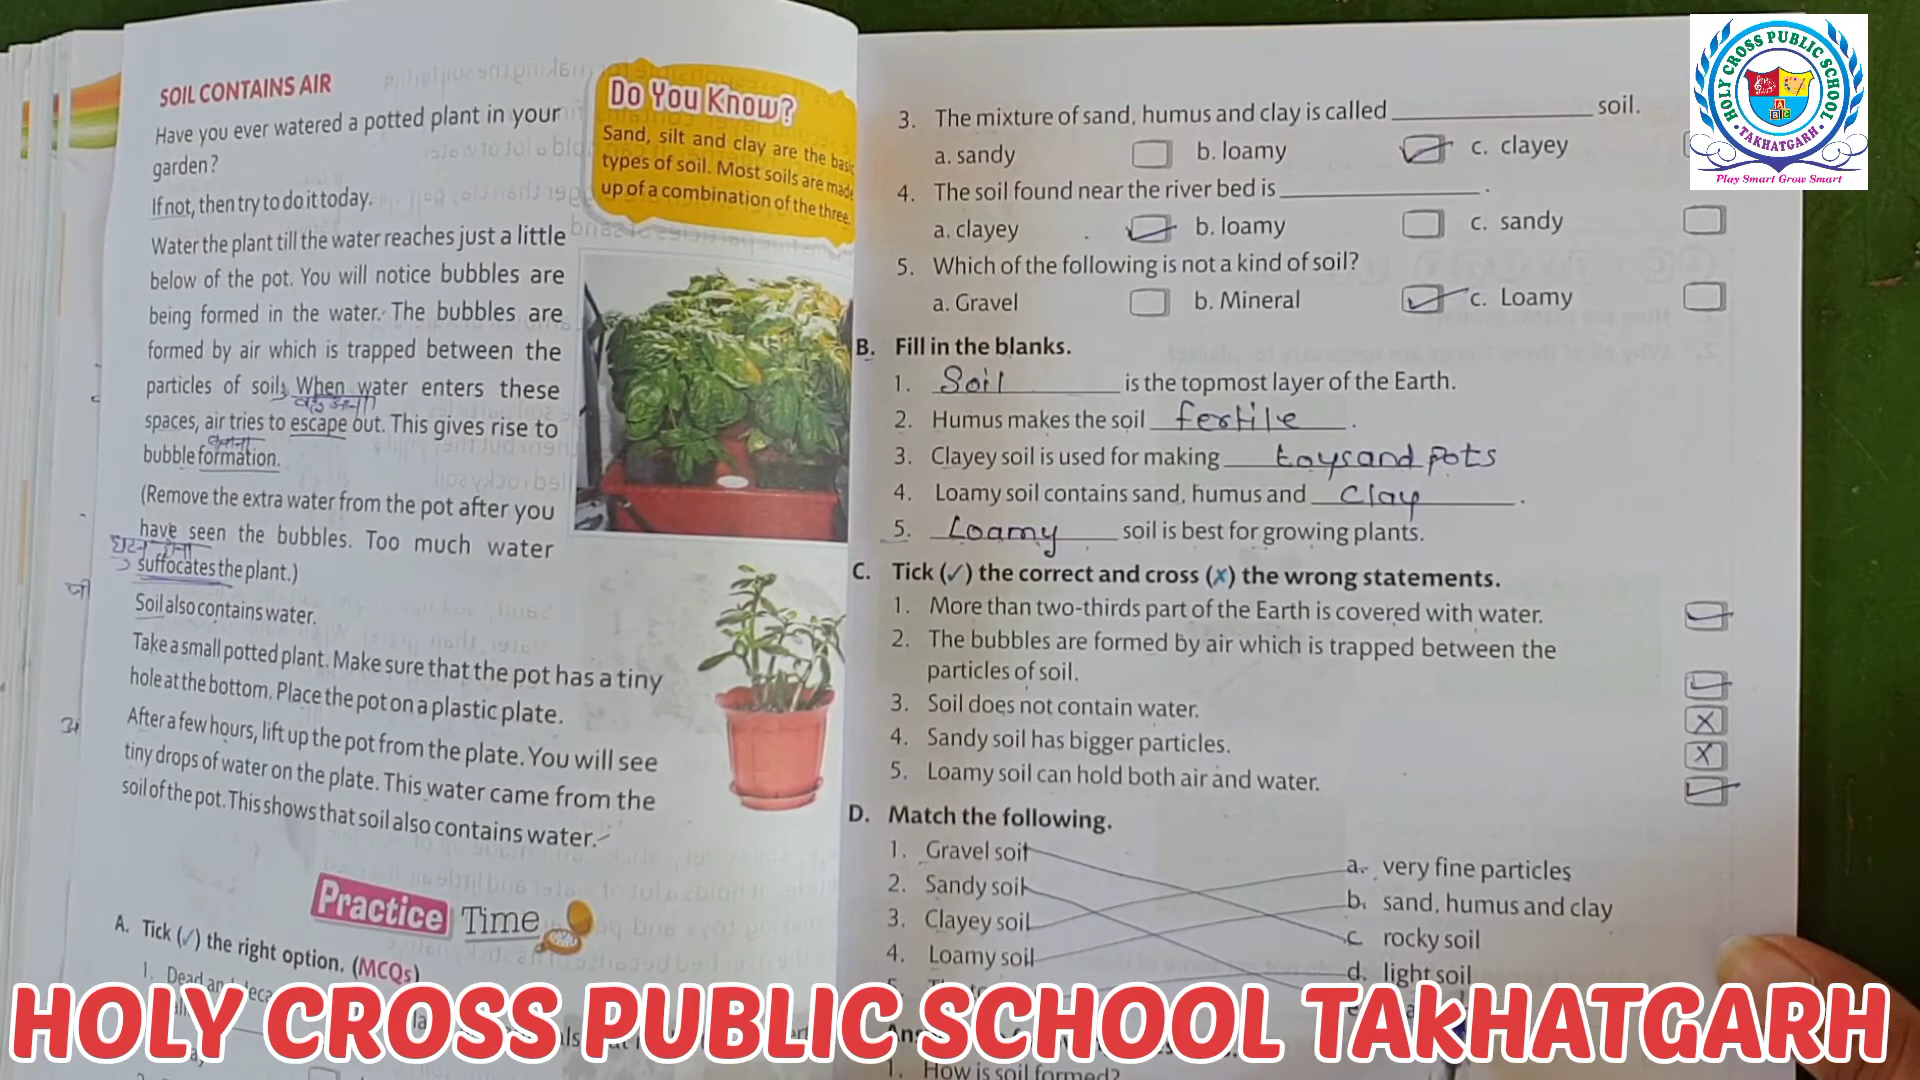 SOIL CONTAINS AIR
Have you ever watered a potted plant in your
garden?
If not, then try to do it today.
Water the plant till the water reaches just a little
below of the pot. You will notice bubbles are
being formed in the water. The bubbles are
formed by air which is trapped between the
particles of soil. When water enters these
spaces, air tries to escape out. This gives rise to
bubble formation.
(Remove the extra water from the pot after you
have seen the bubbles. Too much water
suffocates the plant.)
Soil also contains water.
Take a small potted plant. Make sure that the pot has a tiny
hole at the bottom. Place the pot on a plastic plate.
After a few hours, lift up the pot from the plate. You will see
tiny drops of water on the plate. This water came from the
soil of the pot. This shows that soil also contains water.
Do You Know?
Sand, silt and clay are the basic
types of soil. Most soils are made
up of a combination of the three.
Practice Time
A. Tick (✓) the right option. (MCQs)
1. Dead and
3. The mixture of sand, humus and clay is called ____________ soil.
a. sandy b. loamy ✓ c. clayey
4. The soil found near the river bed is ____________ .
a. clayey ✓ b. loamy c. sandy
5. Which of the following is not a kind of soil?
a. Gravel b. Mineral ✓ c. Loamy
B. Fill in the blanks.
1. Soil is the topmost layer of the Earth.
2. Humus makes the soil fertile .
3. Clayey soil is used for making toys and pots
4. Loamy soil contains sand, humus and clay .
5. Loamy soil is best for growing plants.
C. Tick (✓) the correct and cross (✗) the wrong statements.
1. More than two-thirds part of the Earth is covered with water. ✓
2. The bubbles are formed by air which is trapped between the
particles of soil. ✓
3. Soil does not contain water. X
4. Sandy soil has bigger particles. X
5. Loamy soil can hold both air and water. ✓
D. Match the following.
1. Gravel soil a. very fine particles
2. Sandy soil b. sand, humus and clay
3. Clayey soil c. rocky soil
4. Loamy soil d. light soil
1. How is soil formed?
HOLY CROSS PUBLIC SCHOOL TAkHATGARH
HOLY CROSS PUBLIC SCHOOL
TAKHATGARH
A
B C
Play Smart Grow Smart